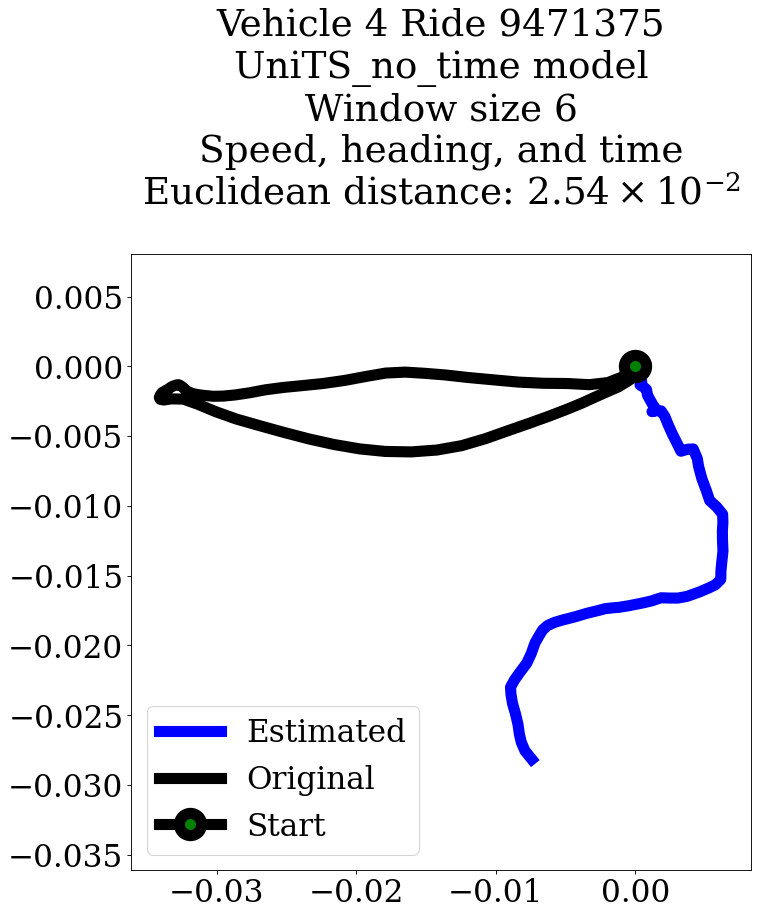 Vehicle 4 Ride 9471375
UniTS_no_time model
Window size 6
Speed, heading, and time
Euclidean distance: 2.54 × 10⁻²
0.005
0.000
−0.005
−0.010
−0.015
−0.020
−0.025
−0.030
−0.035
Estimated
Original
Start
−0.03
−0.02
−0.01
0.00